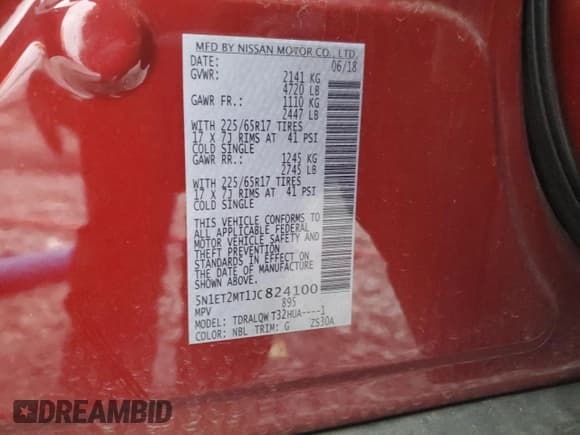 MFD BY NISSAN MOTOR CO., LTD.
DATE: 06/18
GVWR: 2141 KG
4720 LB
GAWR FR.: 1110 KG
2447 LB
WITH 225/65R17 TIRES
17 X 7J RIMS AT 41 PSI
COLD SINGLE
GAWR RR.: 1245 KG
2745 LB
WITH 225/65R17 TIRES
17 X 7J RIMS AT 41 PSI
COLD SINGLE
THIS VEHICLE CONFORMS TO
ALL APPLICABLE FEDERAL
MOTOR VEHICLE SAFETY AND
THEFT PREVENTION
STANDARDS IN EFFECT ON
THE DATE OF MANUFACTURE
SHOWN ABOVE.
5N1ET2MT1JC824100
MPV 895
MODEL: TDRALQW T32HUA----1
COLOR: NBL TRIM: G ZS30A
DREAMBID